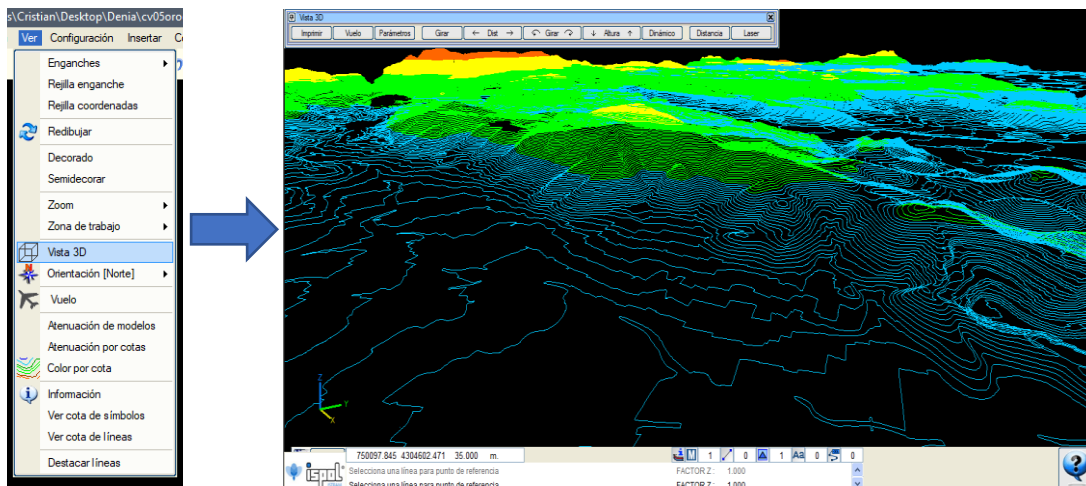 s\Cristian\Desktop\Denia\cv05oro
Ver Configuración Insertar
Enganches
Rejilla enganche
Rejilla coordenadas
Redibujar
Decorado
Semidecorar
Zoom
Zona de trabajo
Vista 3D
Orientación [Norte]
Vuelo
Atenuación de modelos
Atenuación por cotas
Color por cota
Información
Ver cota de símbolos
Ver cota de líneas
Destacar líneas
Vista 3D
Imprimir Vuelo Parámetros Girar ← Dist → Girar ↓ Altura ↑ Dinámico Distancia Laser
Z
Y
X
750097.845 4304602.471 35.000 m. 1 0 1 Aa 0 0
Selecciona una línea para punto de referencia FACTOR Z : 1.000
Selecciona una línea para punto de referencia FACTOR Z : 1.000